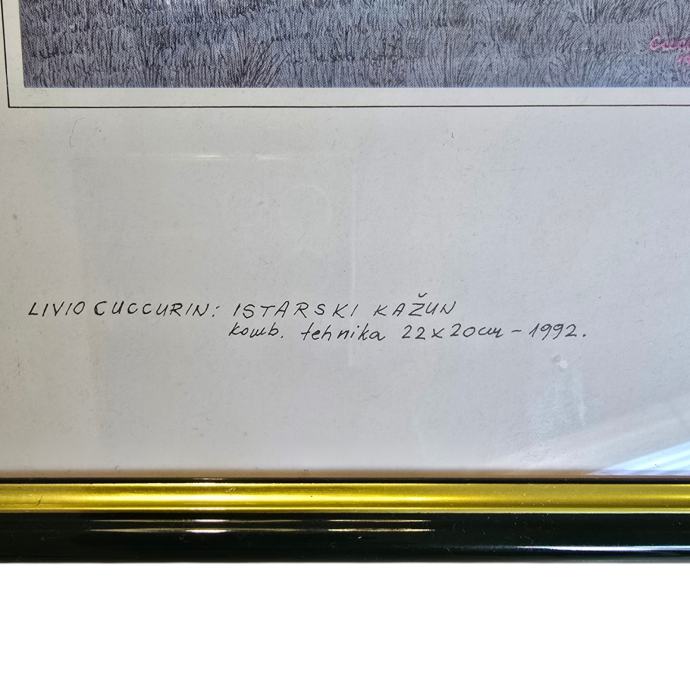 LIVIO CUCCURIN: ISTARSKI KAŽUN
komb. tehnika 22x20cm - 1992.